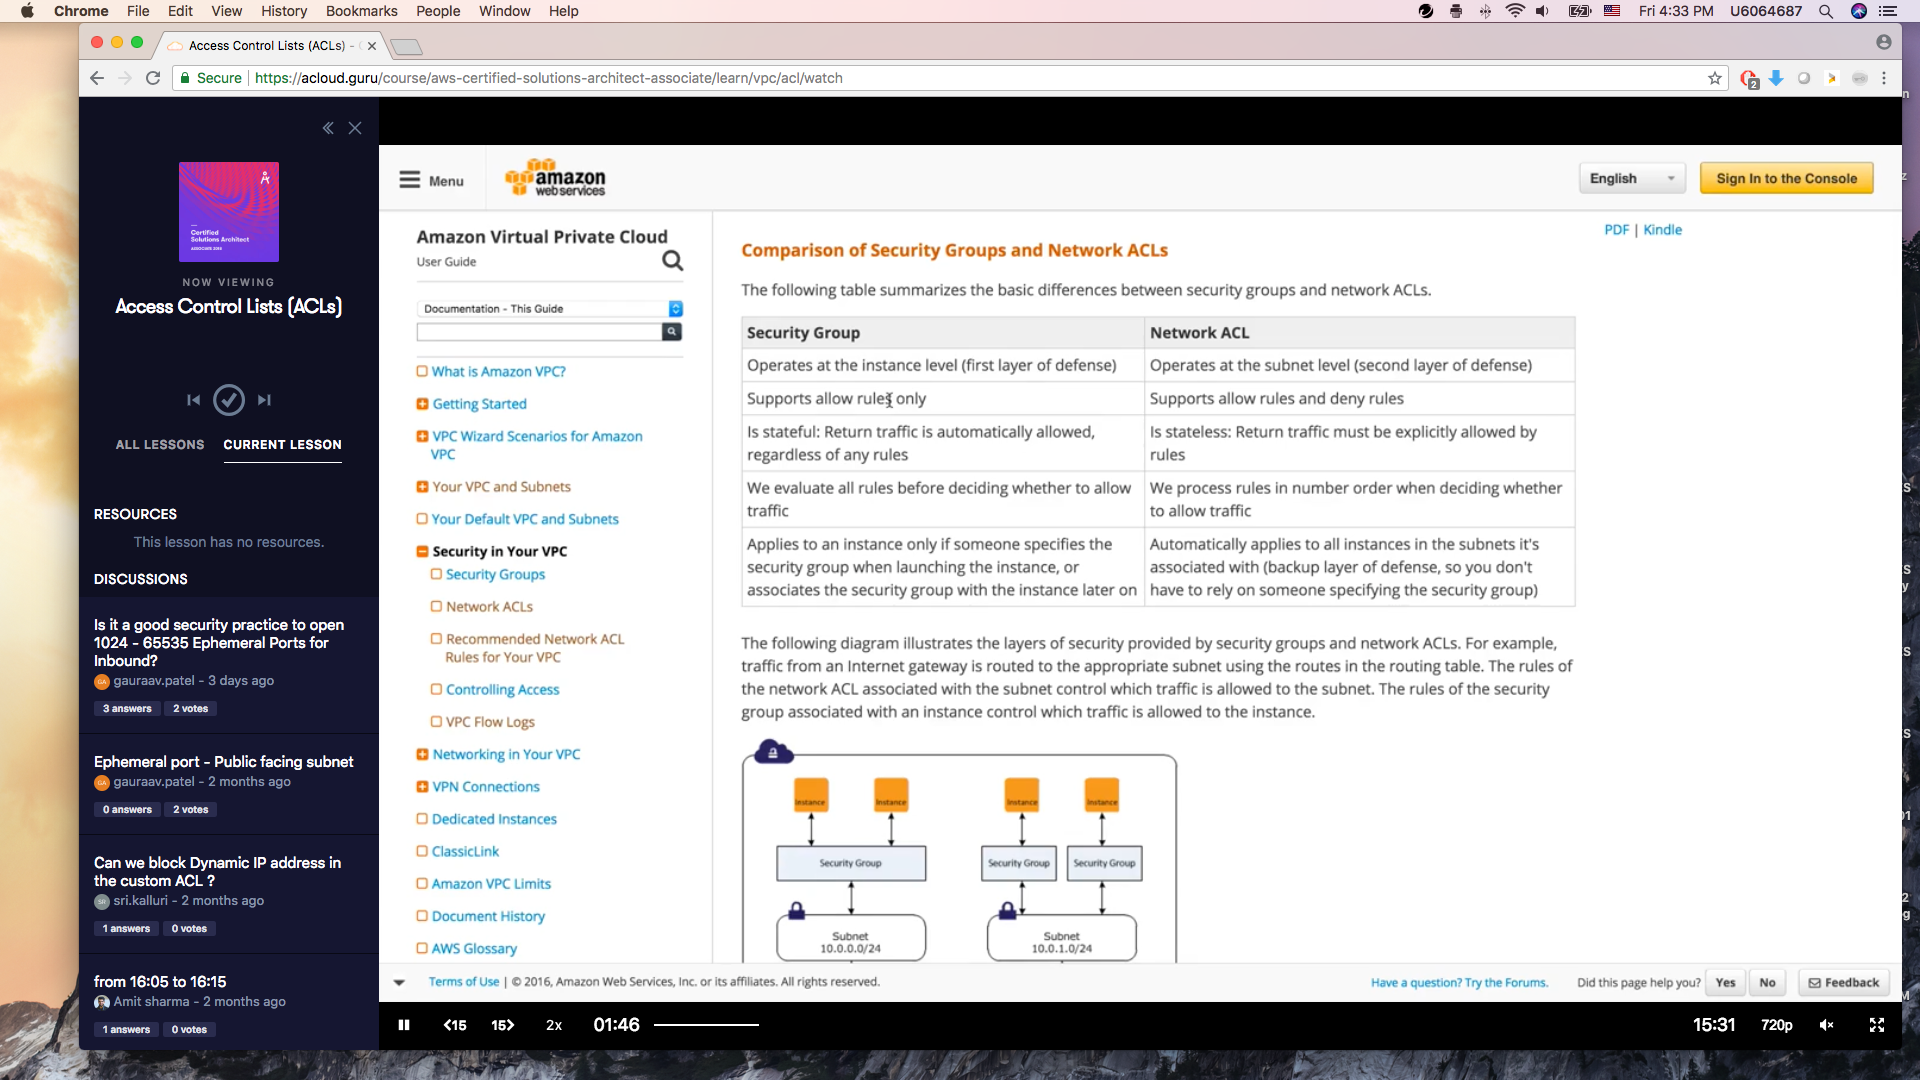 Chrome File Edit View History Bookmarks People Window Help
Fri 4:33 PM U6064687
Access Control Lists (ACLs) -
Secure https://acloud.guru/course/aws-certified-solutions-architect-associate/learn/vpc/acl/watch
2
Certified
Solutions Architect
NOW VIEWING
Access Control Lists (ACLs)
ALL LESSONS CURRENT LESSON
RESOURCES
This lesson has no resources.
DISCUSSIONS
Is it a good security practice to open
1024 - 65535 Ephemeral Ports for
Inbound?
gauraav.patel - 3 days ago
3 answers 2 votes
Ephemeral port - Public facing subnet
gauraav.patel - 2 months ago
0 answers 2 votes
Can we block Dynamic IP address in
the custom ACL ?
sri.kalluri - 2 months ago
1 answers 0 votes
from 16:05 to 16:15
Amit sharma - 2 months ago
1 answers 0 votes
Menu
amazon
web services
English
Sign In to the Console
Amazon Virtual Private Cloud
User Guide
Documentation - This Guide
What is Amazon VPC?
Getting Started
VPC Wizard Scenarios for Amazon
VPC
Your VPC and Subnets
Your Default VPC and Subnets
Security in Your VPC
Security Groups
Network ACLs
Recommended Network ACL
Rules for Your VPC
Controlling Access
VPC Flow Logs
Networking in Your VPC
VPN Connections
Dedicated Instances
ClassicLink
Amazon VPC Limits
Document History
AWS Glossary
PDF | Kindle
Comparison of Security Groups and Network ACLs
The following table summarizes the basic differences between security groups and network ACLs.
Security Group
Network ACL
Operates at the instance level (first layer of defense)
Operates at the subnet level (second layer of defense)
Supports allow rules only
Supports allow rules and deny rules
Is stateful: Return traffic is automatically allowed,
regardless of any rules
Is stateless: Return traffic must be explicitly allowed by
rules
We evaluate all rules before deciding whether to allow
traffic
We process rules in number order when deciding whether
to allow traffic
Applies to an instance only if someone specifies the
security group when launching the instance, or
associates the security group with the instance later on
Automatically applies to all instances in the subnets it's
associated with (backup layer of defense, so you don't
have to rely on someone specifying the security group)
The following diagram illustrates the layers of security provided by security groups and network ACLs. For example,
traffic from an Internet gateway is routed to the appropriate subnet using the routes in the routing table. The rules of
the network ACL associated with the subnet control which traffic is allowed to the subnet. The rules of the security
group associated with an instance control which traffic is allowed to the instance.
Instance Instance Instance Instance
Security Group Security Group Security Group
Subnet
10.0.0.0/24
Subnet
10.0.1.0/24
Terms of Use | © 2016, Amazon Web Services, Inc. or its affiliates. All rights reserved.
Have a question? Try the Forums. Did this page help you? Yes No Feedback
<15 15> 2x 01:46 15:31 720p